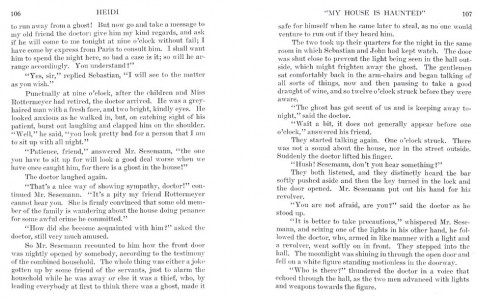 106 HEIDI
to run away from a ghost! But now go and take a message to
my old friend the doctor; give him my kind regards, and ask
if he will come to me tonight at nine o'clock without fail; I
have come by express from Paris to consult him. I shall want
him to spend the night here, so bad a case is it; so will he ar-
range accordingly. You understand?"
"Yes, sir," replied Sebastian, "I will see to the matter
as you wish."
Punctually at nine o'clock, after the children and Miss
Rottermeyer had retired, the doctor arrived. He was a grey-
haired man with a fresh face, and two bright, kindly eyes. He
looked anxious as he walked in, but, on catching sight of his
patient, burst out laughing and clapped him on the shoulder.
"Well," he said, "you look pretty bad for a person that I am
to sit up with all night."
"Patience, friend," answered Mr. Sesemann, "the one
you have to sit up for will look a good deal worse when we
have once caught him, for there is a ghost in the house!"
The doctor laughed again.
"That's a nice way of showing sympathy, doctor!" con-
tinued Mr. Sesemann. "It's a pity my friend Rottenmeyer
cannot hear you. She is firmly convinced that some old mem-
ber of the family is wandering about the house doing penance
for some awful crime he committed."
"How did she become acquainted with him?" asked the
doctor, still very much amused.
So Mr. Sesemann recounted to him how the front door
was nightly opened by somebody, according to the testimony
of the combined household. The whole thing was either a joke
gotten up by some friend of the servants, just to alarm the
household while he was away or else it was a thief, who, by
leading everybody at first to think there was a ghost, made it
"MY HOUSE IS HAUNTED" 107
safe for himself when he came later to steal, as no one would
venture to run out if they heard him.
The two took up their quarters for the night in the same
room in which Sebastian and John had kept watch. The door
was shut close to prevent the light being seen in the hall out-
side, which might frighten away the ghost. The gentlemen
sat comfortably back in the arm-chairs and began talking of
all sorts of things, now and then pausing to take a good
draught of wine, and so twelve o'clock struck before they were
aware.
"The ghost has got scent of us and is keeping away to-
night," said the doctor.
"Wait a bit, it does not generally appear before one
o'clock," answered his friend.
They started talking again. One o'clock struck. There
was not a sound about the house, nor in the street outside.
Suddenly the doctor lifted his finger.
"Hush! Sesemann, don't you hear something?"
They both listened, and they distinctly heard the bar
softly pushed aside and then the key turned in the lock and
the door opened. Mr. Sesemann put out his hand for his
revolver.
"You are not afraid, are you?" said the doctor as he
stood up.
"It is better to take precautions," whispered Mr. Sese-
mann, and seizing one of the lights in his other hand, he fol-
lowed the doctor, who, armed in like manner with a light and
a revolver, went softly on in front. They stepped into the
hall. The moonlight was shining in through the open door and
fell on a white figure standing motionless in the doorway.
"Who is there?" thundered the doctor in a voice that
echoed through the hall, as the two men advanced with lights
and weapons towards the figure.